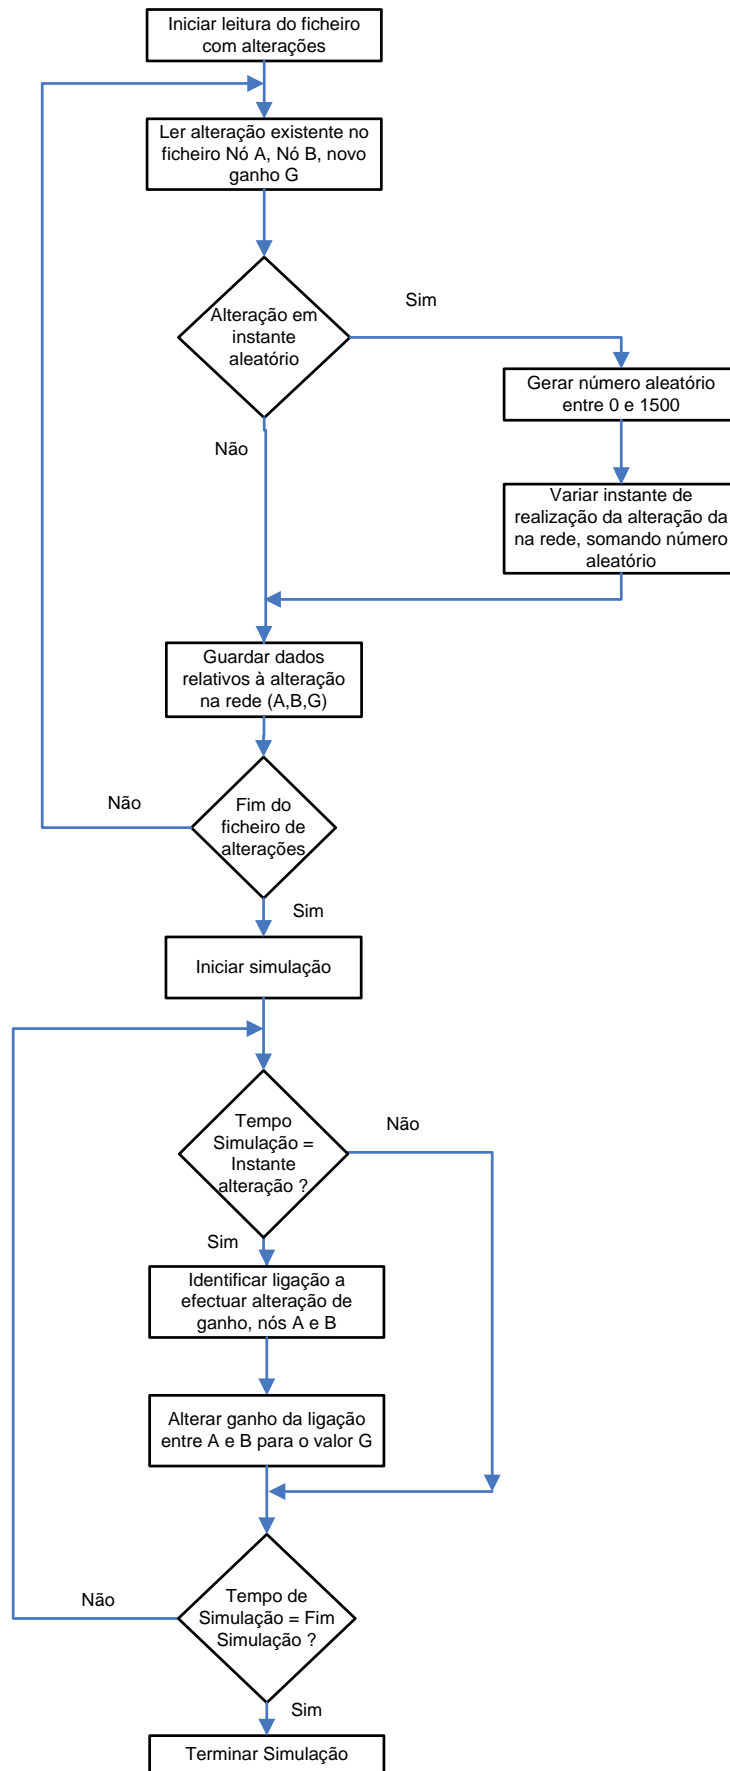 Iniciar leitura do ficheiro
com alterações
Ler alteração existente no
ficheiro Nó A, Nó B, novo
ganho G
Alteração em
instante
aleatório
Sim
Gerar número aleatório
entre 0 e 1500
Não
Variar instante de
realização da alteração da
na rede, somando número
aleatório
Guardar dados
relativos à alteração
na rede (A,B,G)
Não
Fim do
ficheiro de
alterações
Sim
Iniciar simulação
Tempo
Simulação =
Instante
alteração ?
Não
Sim
Identificar ligação a
efectuar alteração de
ganho, nós A e B
Alterar ganho da ligação
entre A e B para o valor G
Não
Tempo de
Simulação = Fim
Simulação ?
Sim
Terminar Simulação